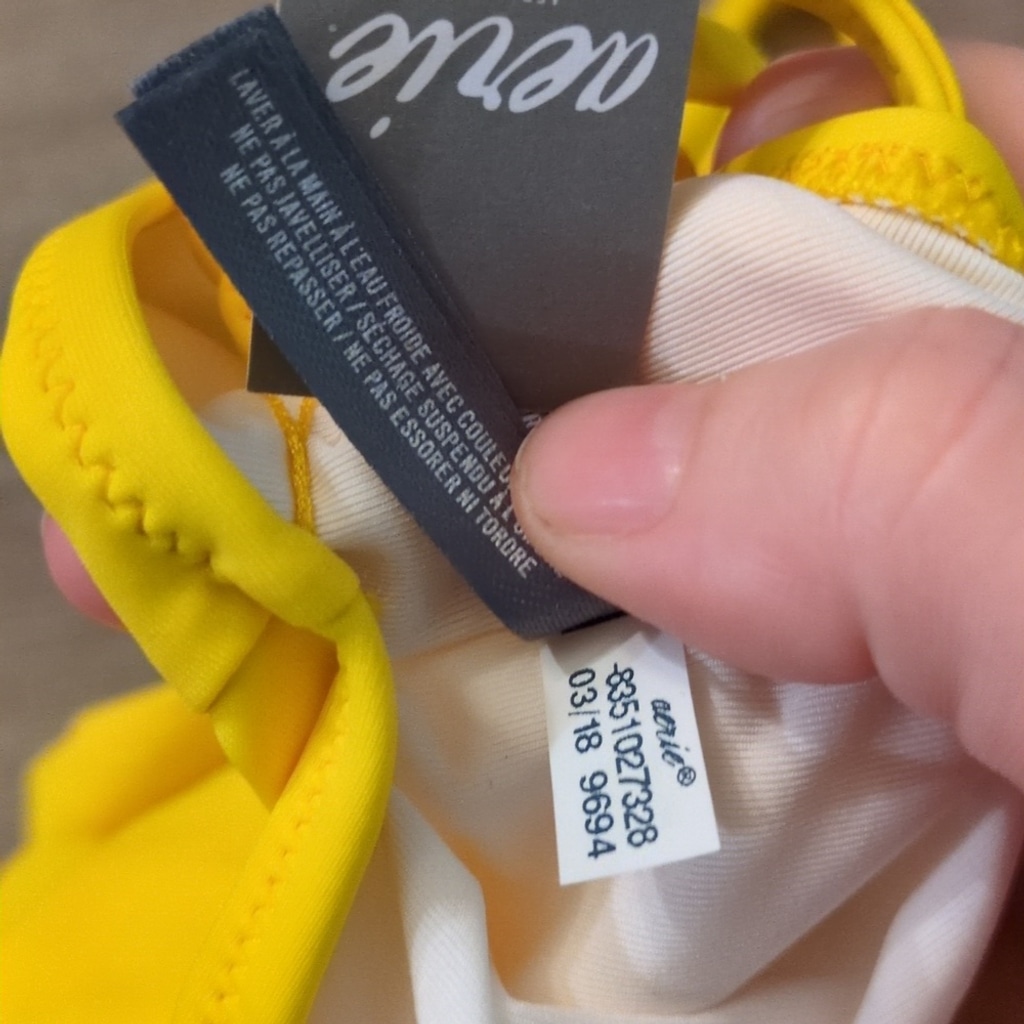 aerie.
LAVER À LA MAIN À L'EAU FROIDE AVEC
NE PAS JAVELLISER / SÉCHAGE SUSPENDU À
NE PAS REPASSER / NE PAS ESSORER NI TORDRE
aerie®
-8351027328
03/18 9694